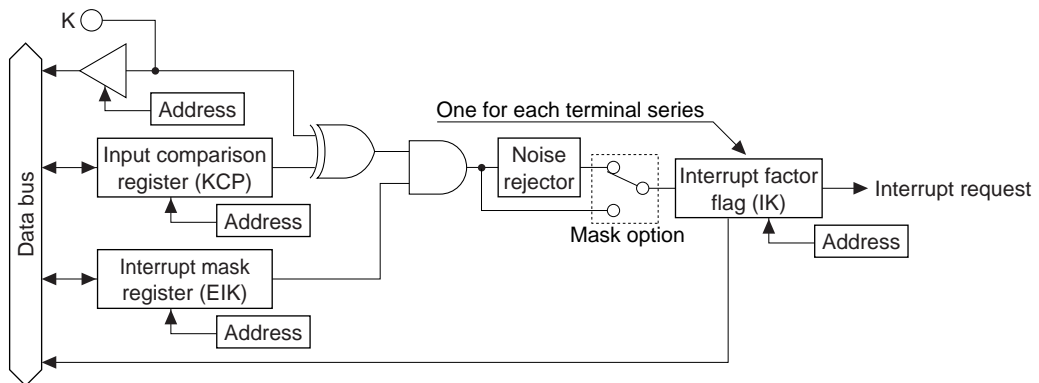 K
Address
One for each terminal series
Data bus
Input comparison
register (KCP)
Noise
rejector
Interrupt factor
flag (IK)
Interrupt request
Address
Mask option
Address
Interrupt mask
register (EIK)
Address